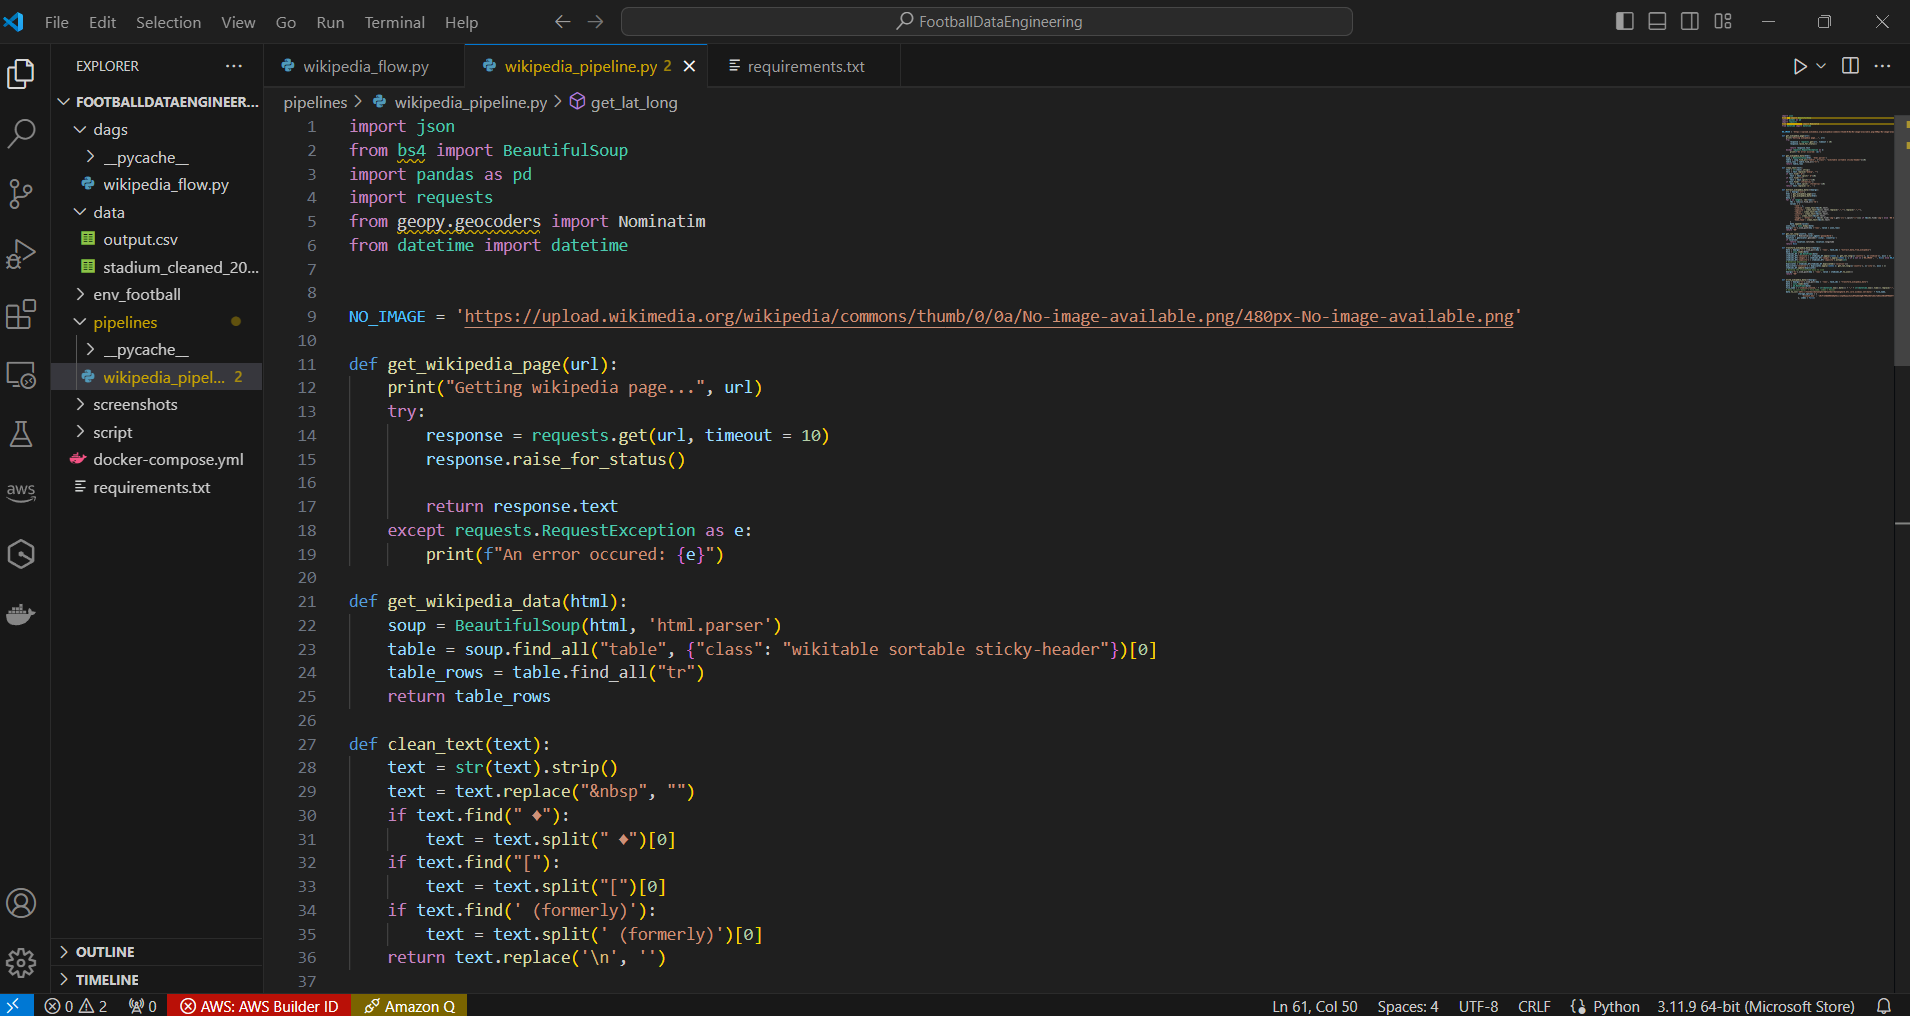 File Edit Selection View Go Run Terminal Help
FootballDataEngineering
EXPLORER
FOOTBALLDATAENGINEER...
dags
__pycache__
wikipedia_flow.py
data
output.csv
stadium_cleaned_20...
env_football
pipelines
__pycache__
wikipedia_pipel... 2
screenshots
script
docker-compose.yml
requirements.txt
OUTLINE
TIMELINE
aws
wikipedia_flow.py
wikipedia_pipeline.py 2
requirements.txt
pipelines > wikipedia_pipeline.py > get_lat_long
1 import json
2 from bs4 import BeautifulSoup
3 import pandas as pd
4 import requests
5 from geopy.geocoders import Nominatim
6 from datetime import datetime
7
8
9 NO_IMAGE = 'https://upload.wikimedia.org/wikipedia/commons/thumb/0/0a/No-image-available.png/480px-No-image-available.png'
10
11 def get_wikipedia_page(url):
12     print("Getting wikipedia page...", url)
13     try:
14         response = requests.get(url, timeout = 10)
15         response.raise_for_status()
16
17         return response.text
18     except requests.RequestException as e:
19         print(f"An error occured: {e}")
20
21 def get_wikipedia_data(html):
22     soup = BeautifulSoup(html, 'html.parser')
23     table = soup.find_all("table", {"class": "wikitable sortable sticky-header"})[0]
24     table_rows = table.find_all("tr")
25     return table_rows
26
27 def clean_text(text):
28     text = str(text).strip()
29     text = text.replace("&nbsp", "")
30     if text.find(" ♦"):
31         text = text.split(" ♦")[0]
32     if text.find("["):
33         text = text.split("[")[0]
34     if text.find(' (formerly)'):
35         text = text.split(' (formerly)')[0]
36     return text.replace('\n', '')
37
0 2 0 AWS: AWS Builder ID Amazon Q Ln 61, Col 50 Spaces: 4 UTF-8 CRLF Python 3.11.9 64-bit (Microsoft Store)